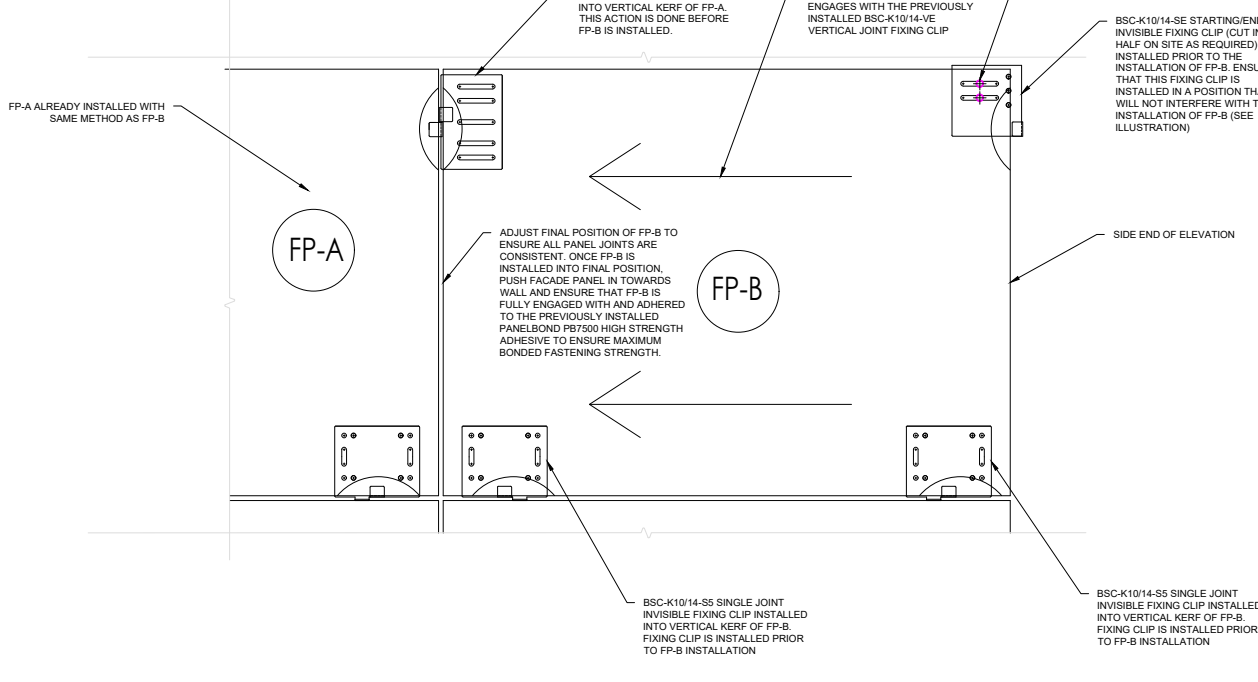 INTO VERTICAL KERF OF FP-A.
THIS ACTION IS DONE BEFORE
FP-B IS INSTALLED.
ENGAGES WITH THE PREVIOUSLY
INSTALLED BSC-K10/14-VE
VERTICAL JOINT FIXING CLIP
BSC-K10/14-SE STARTING/END
INVISIBLE FIXING CLIP (CUT IN
HALF ON SITE AS REQUIRED)
INSTALLED PRIOR TO THE
INSTALLATION OF FP-B. ENSU
THAT THIS FIXING CLIP IS
INSTALLED IN A POSITION THA
WILL NOT INTERFERE WITH T
INSTALLATION OF FP-B (SEE
ILLUSTRATION)
FP-A ALREADY INSTALLED WITH
SAME METHOD AS FP-B
FP-A
ADJUST FINAL POSITION OF FP-B TO
ENSURE ALL PANEL JOINTS ARE
CONSISTENT. ONCE FP-B IS
INSTALLED INTO FINAL POSITION,
PUSH FACADE PANEL IN TOWARDS
WALL AND ENSURE THAT FP-B IS
FULLY ENGAGED WITH AND ADHERED
TO THE PREVIOUSLY INSTALLED
PANELBOND PB7500 HIGH STRENGTH
ADHESIVE TO ENSURE MAXIMUM
BONDED FASTENING STRENGTH.
FP-B
SIDE END OF ELEVATION
BSC-K10/14-S5 SINGLE JOINT
INVISIBLE FIXING CLIP INSTALLED
INTO VERTICAL KERF OF FP-B.
FIXING CLIP IS INSTALLED PRIOR
TO FP-B INSTALLATION
BSC-K10/14-S5 SINGLE JOINT
INVISIBLE FIXING CLIP INSTALLED
INTO VERTICAL KERF OF FP-B.
FIXING CLIP IS INSTALLED PRIOR
TO FP-B INSTALLATION